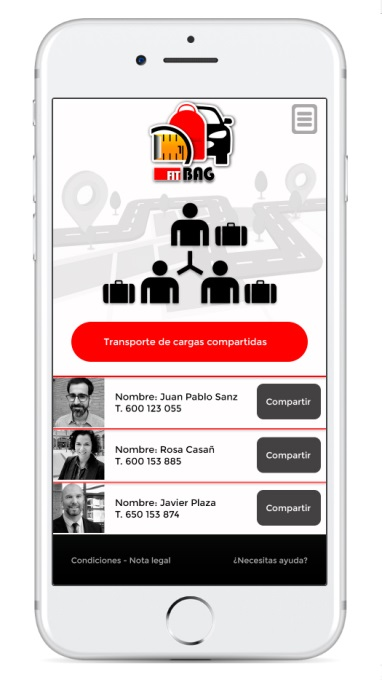 FIT BAG
Transporte de cargas compartidas
Nombre: Juan Pablo Sanz
T. 600 123 055
Compartir
Nombre: Rosa Casañ
T. 600 153 885
Compartir
Nombre: Javier Plaza
T. 650 153 874
Compartir
Condiciones - Nota legal
¿Necesitas ayuda?